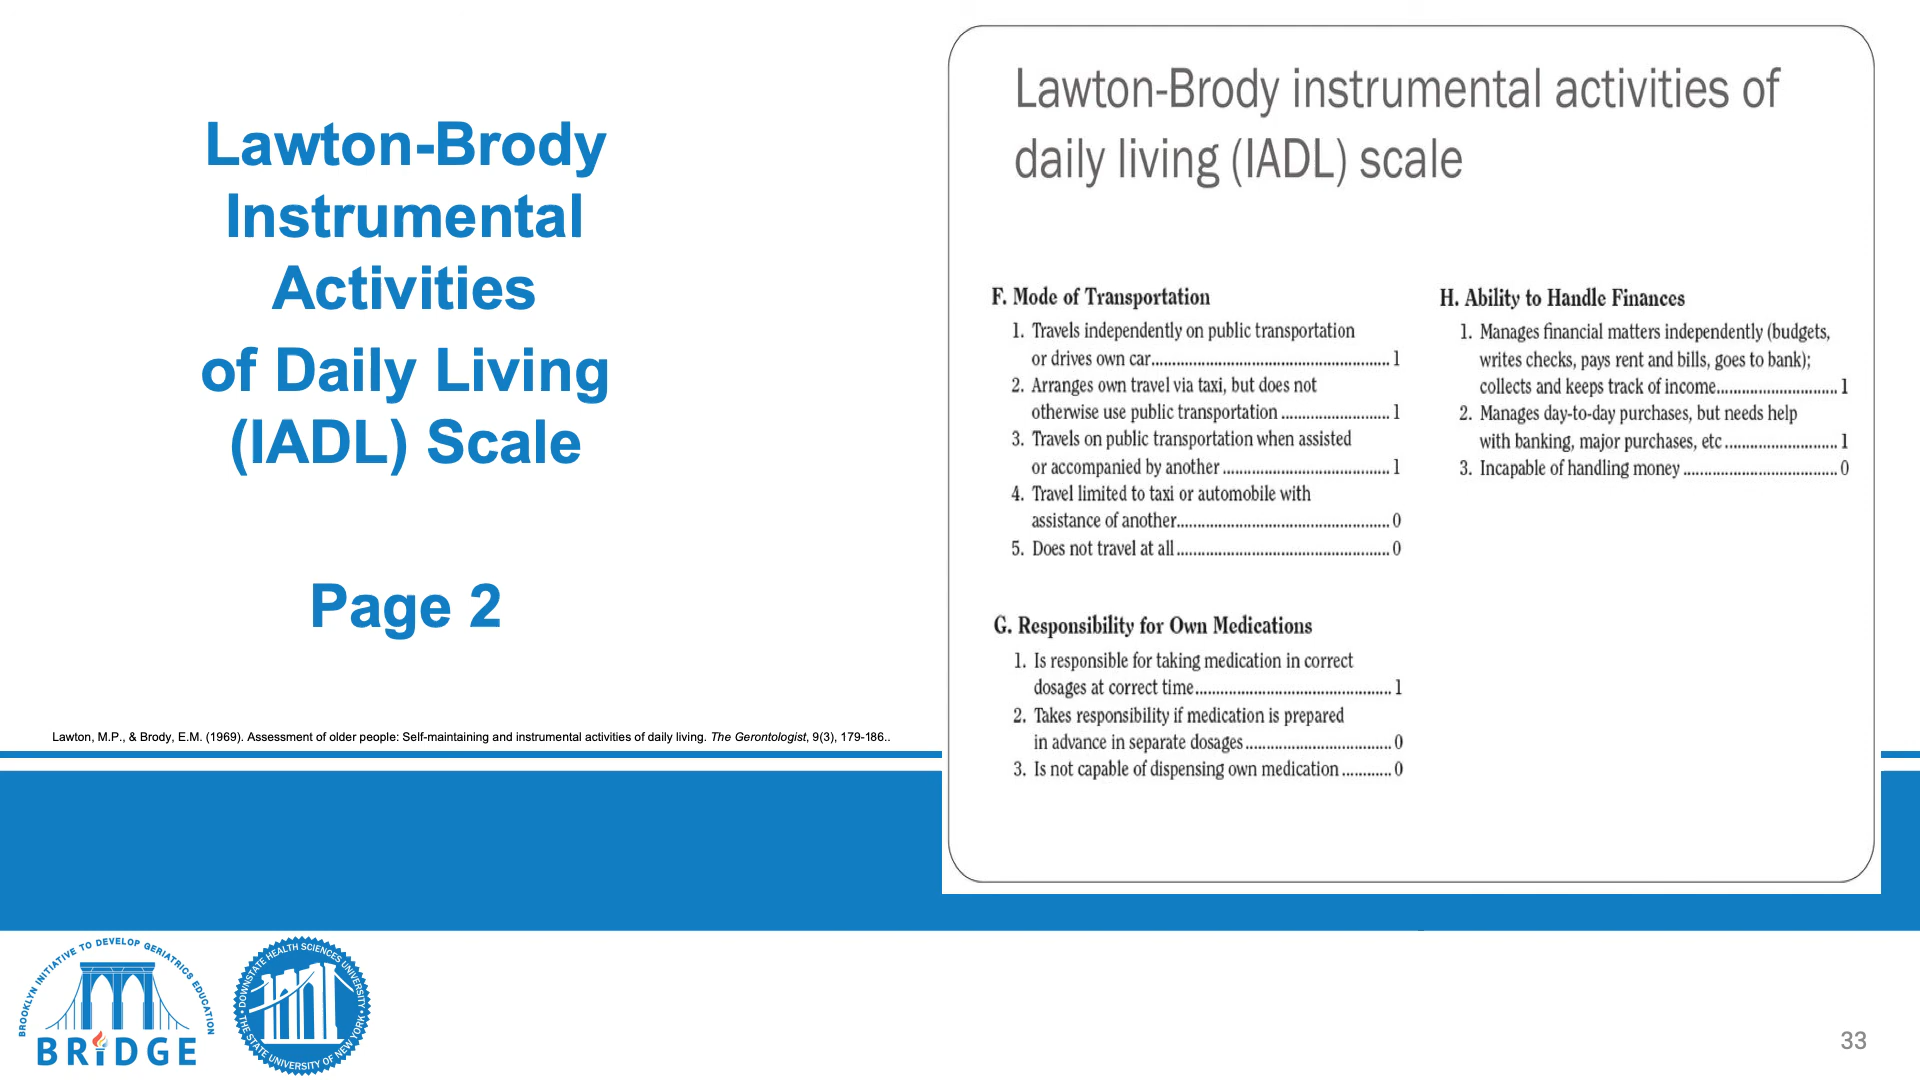 Lawton-Brody
Instrumental
Activities
of Daily Living
(IADL) Scale
Page 2
Lawton, M.P., & Brody, E.M. (1969). Assessment of older people: Self-maintaining and instrumental activities of daily living. The Gerontologist, 9(3), 179-186..
Lawton-Brody instrumental activities of
daily living (IADL) scale
F. Mode of Transportation
1. Travels independently on public transportation
or drives own car.......................................................... 1
2. Arranges own travel via taxi, but does not
otherwise use public transportation .......................... 1
3. Travels on public transportation when assisted
or accompanied by another ........................................ 1
4. Travel limited to taxi or automobile with
assistance of another................................................... 0
5. Does not travel at all ................................................... 0
G. Responsibility for Own Medications
1. Is responsible for taking medication in correct
dosages at correct time............................................... 1
2. Takes responsibility if medication is prepared
in advance in separate dosages................................... 0
3. Is not capable of dispensing own medication ............ 0
H. Ability to Handle Finances
1. Manages financial matters independently (budgets,
writes checks, pays rent and bills, goes to bank);
collects and keeps track of income............................. 1
2. Manages day-to-day purchases, but needs help
with banking, major purchases, etc ........................... 1
3. Incapable of handling money ..................................... 0
BROOKLYN INITIATIVE TO DEVELOP GERIATRICS EDUCATION
BRiDGE
DOWNSTATE HEALTH SCIENCES UNIVERSITY
THE STATE UNIVERSITY OF NEW YORK
33